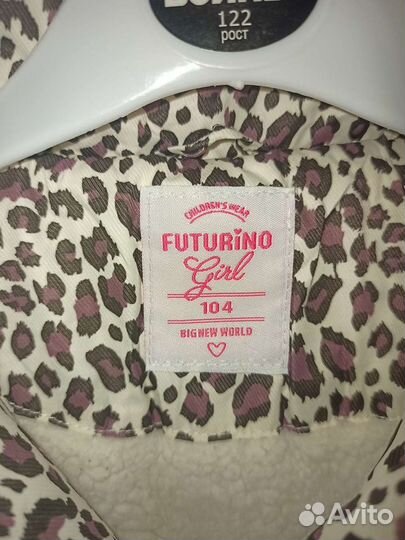 122
РОСТ
CHILDREN'S WEAR
FUTURiNO
Girl
104
BIG NEW WORLD
Avito